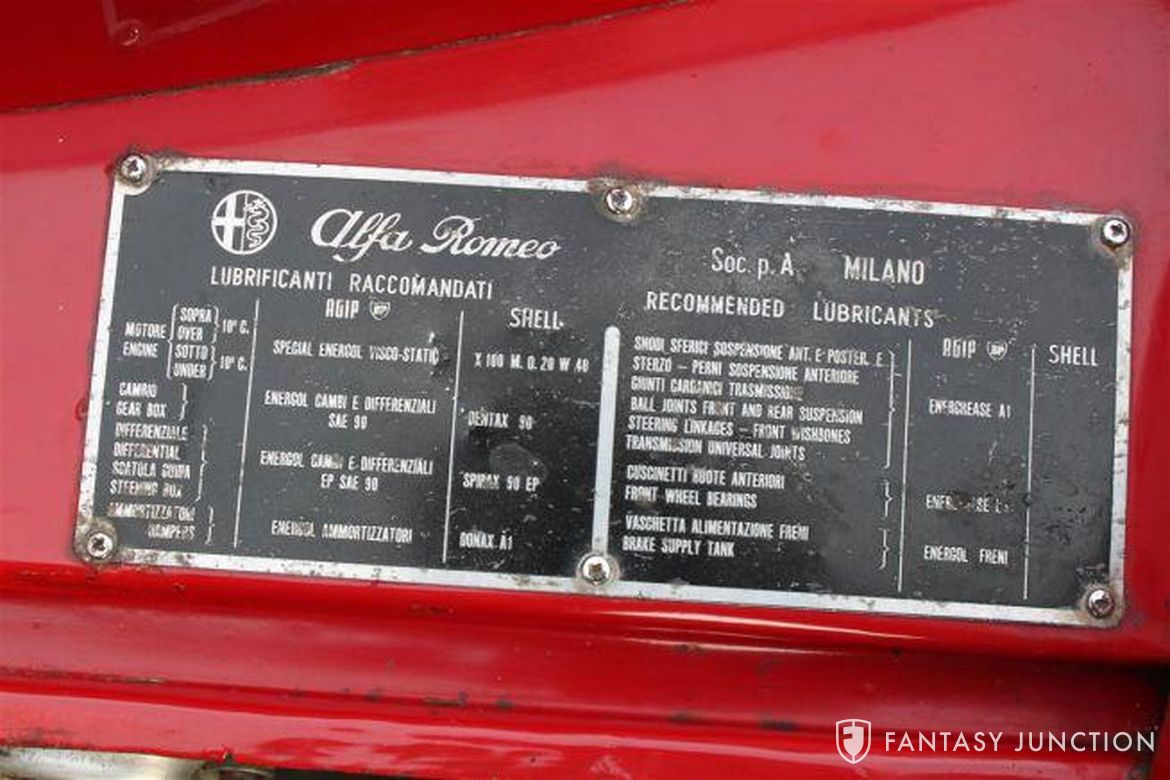 Alfa Romeo
Soc. p. A. MILANO
LUBRIFICANTI RACCOMANDATI
RECOMMENDED LUBRICANTS
AGIP BP SHELL
MOTORE SOPRA 10° C.
OVER
ENGINE SOTTO 10° C.
UNDER
SPECIAL ENERGOL VISCO-STATIC
X 100 M. O. 20 W 40
CAMBIO
GEAR BOX
ENERGOL CAMBI E DIFFERENZIALI
SAE 90
DENTAX 90
DIFFERENZIALE
DIFFERENTIAL
SCATOLA GUIDA
STEERING BOX
ENERGOL CAMBI E DIFFERENZIALI
EP SAE 90
SPIRAX 90 EP
AMMORTIZZATORI
DAMPERS
ENERGOL AMMORTIZZATORI
DONAX A1
AGIP BP SHELL
SNODI SFERICI SOSPENSIONE ANT. E POSTER. E
STERZO - PERNI SOSPENSIONE ANTERIORE
GIUNTI CARDANICI TRASMISSIONE
BALL JOINTS FRONT AND REAR SUSPENSION
STEERING LINKAGES - FRONT WISHBONES
TRANSMISSION UNIVERSAL JOINTS
ENERGREASE A1
CUSCINETTI RUOTE ANTERIORI
FRONT WHEEL BEARINGS
VASCHETTA ALIMENTAZIONE FRENI
BRAKE SUPPLY TANK
ENERGOL FRENI
FANTASY JUNCTION